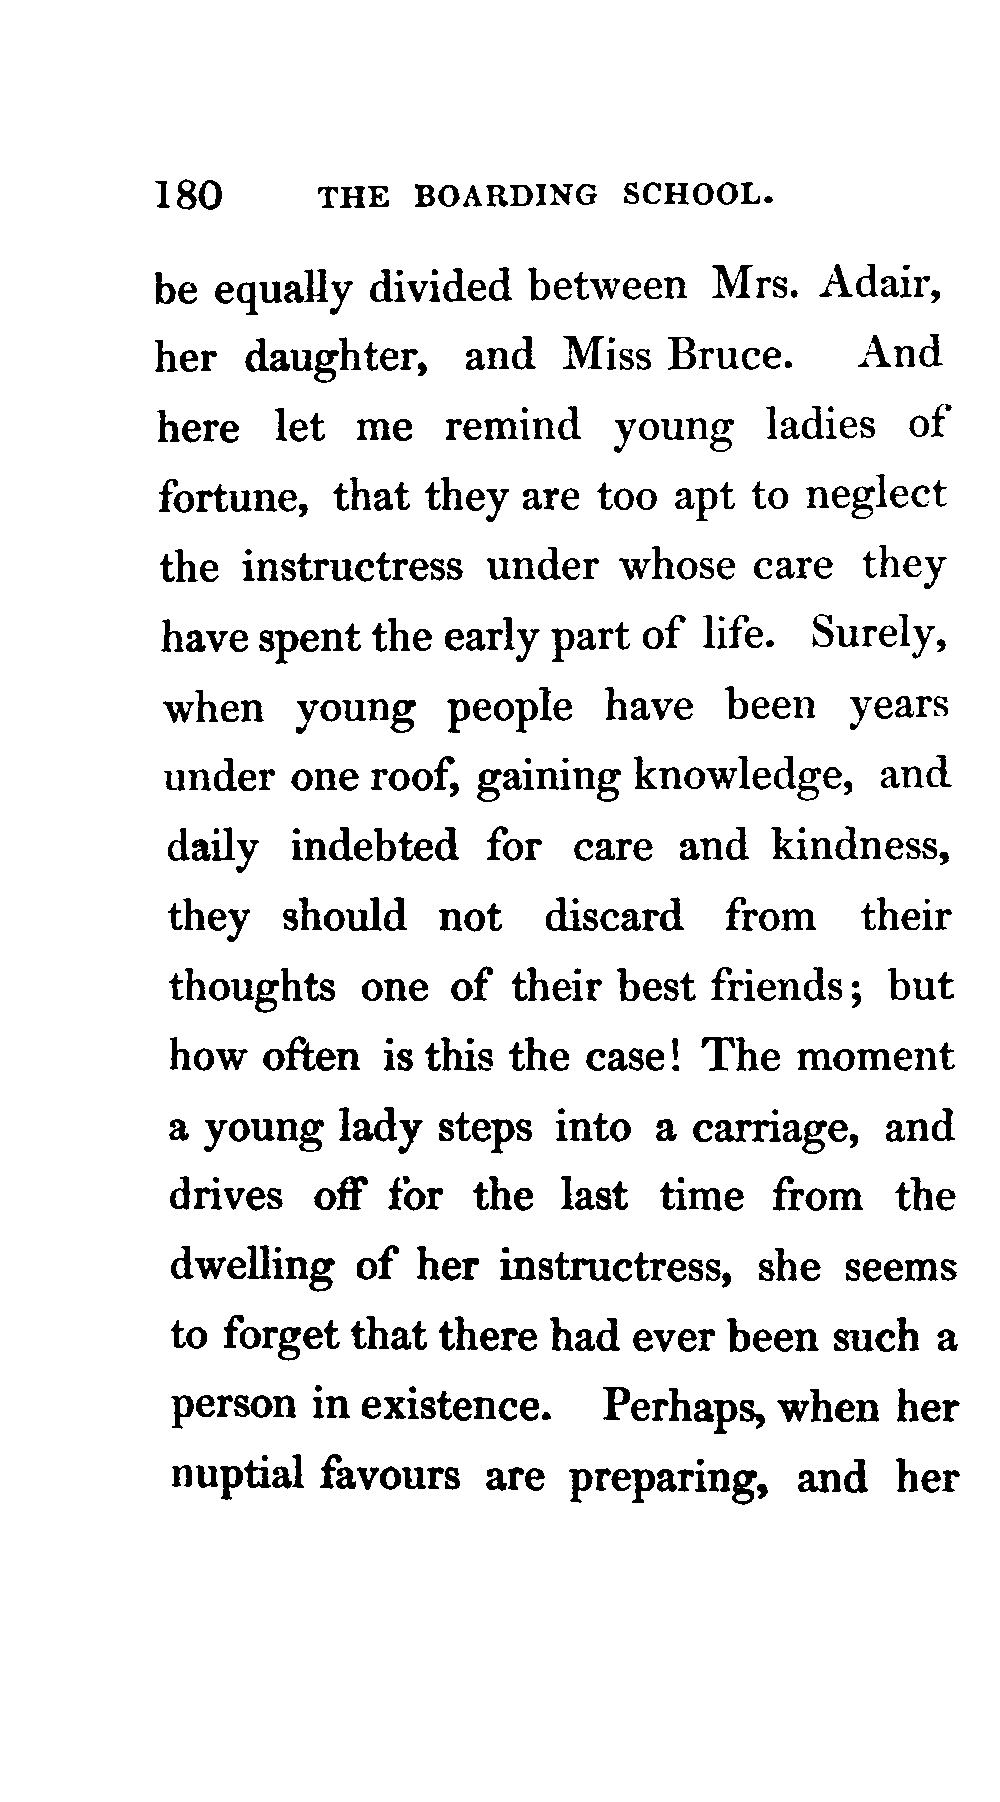 180 THE BOARDING SCHOOL.
be equally divided between Mrs. Adair,
her daughter, and Miss Bruce. And
here let me remind young ladies of
fortune, that they are too apt to neglect
the instructress under whose care they
have spent the early part of life. Surely,
when young people have been years
under one roof, gaining knowledge, and
daily indebted for care and kindness,
they should not discard from their
thoughts one of their best friends; but
how often is this the case! The moment
a young lady steps into a carriage, and
drives off for the last time from the
dwelling of her instructress, she seems
to forget that there had ever been such a
person in existence. Perhaps, when her
nuptial favours are preparing, and her